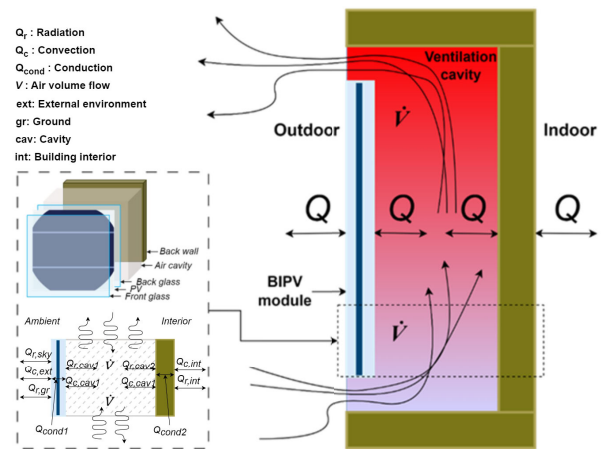 Qr : Radiation
Qc : Convection
Qcond : Conduction
V : Air volume flow
ext: External environment
gr: Ground
cav: Cavity
int: Building interior
Ventilation
cavity
V̇
Outdoor
Indoor
Q
Q
Q
Q
BIPV
module
V̇
Back wall
Air cavity
Back glass
PV
Front glass
Ambient
Interior
Qr,sky
Qr,cav1
V̇
Qr,cav2
Qc,int
Qc,ext
Qc,cav1
Qc,cav1
Qr,int
Qr,gr
V̇
Qcond1
Qcond2